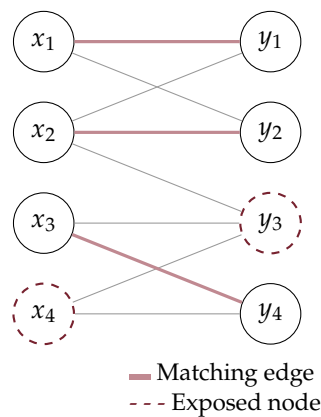 x₁ y₁
x₂ y₂
x₃ y₃
x₄ y₄
Matching edge
Exposed node